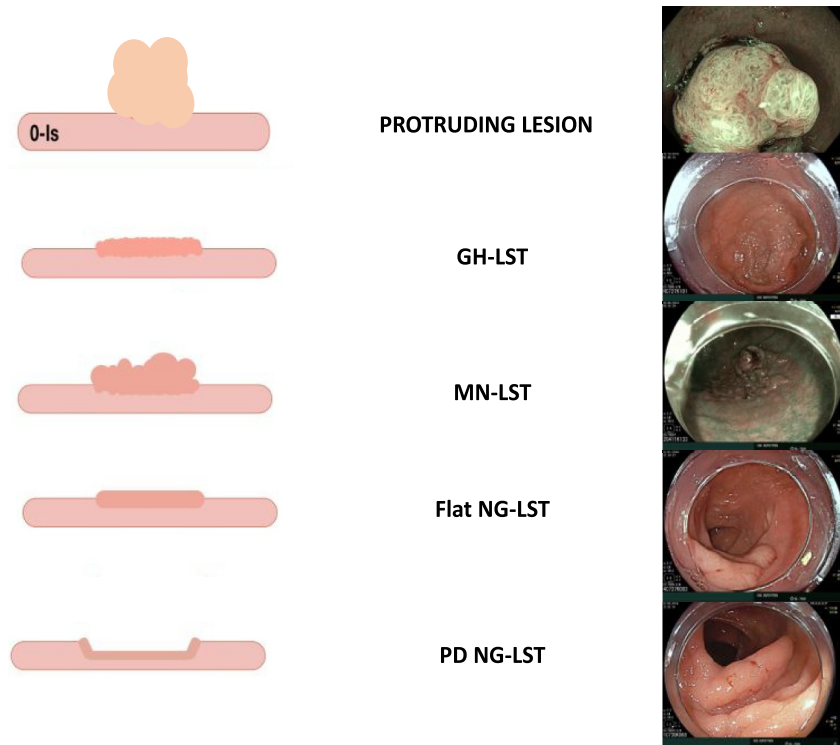 0-Is
PROTRUDING LESION
GH-LST
MN-LST
Flat NG-LST
PD NG-LST